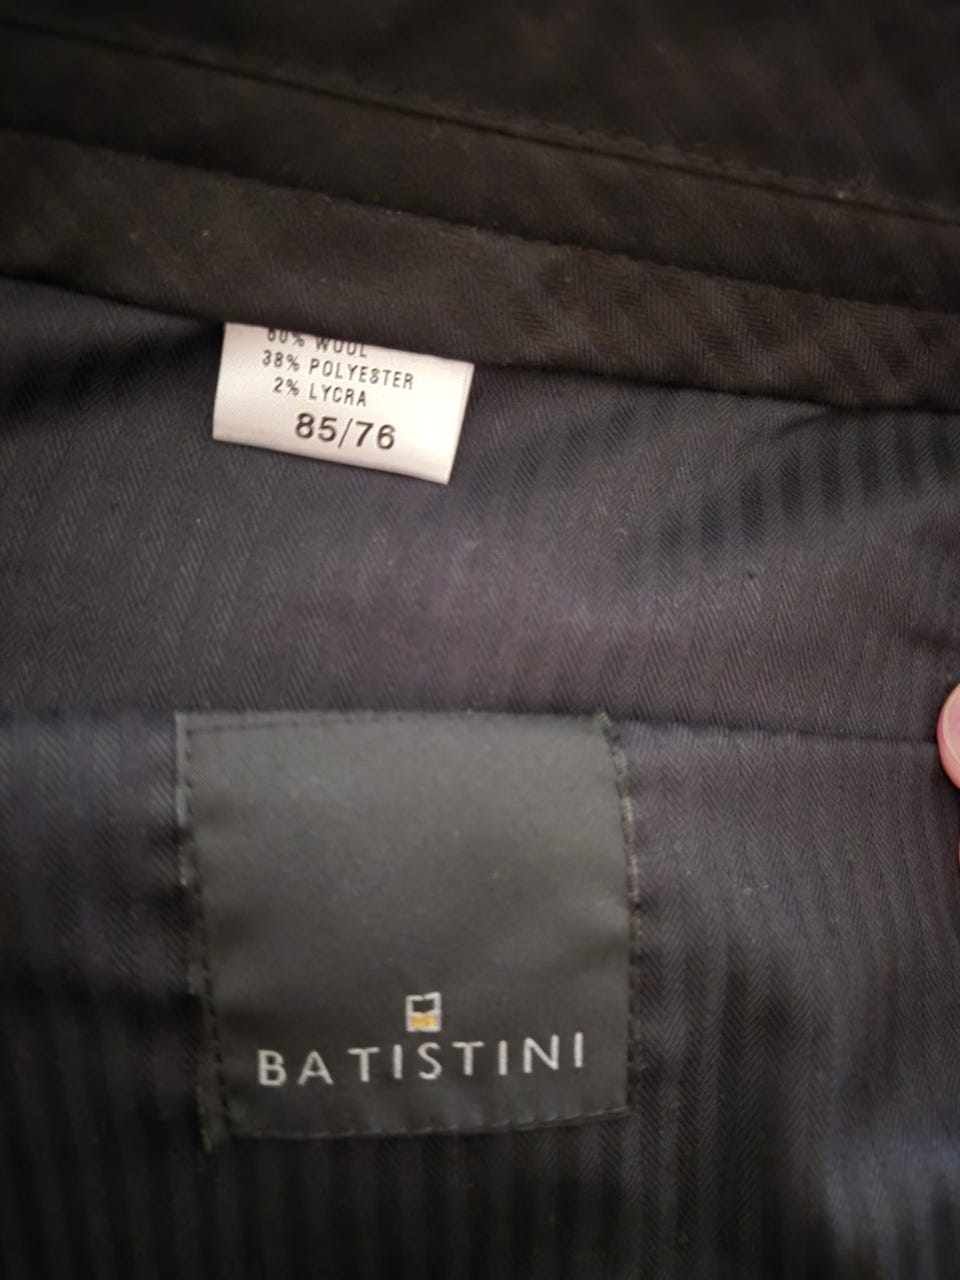 60% WOOL
38% POLYESTER
2% LYCRA
85/76
BATISTINI